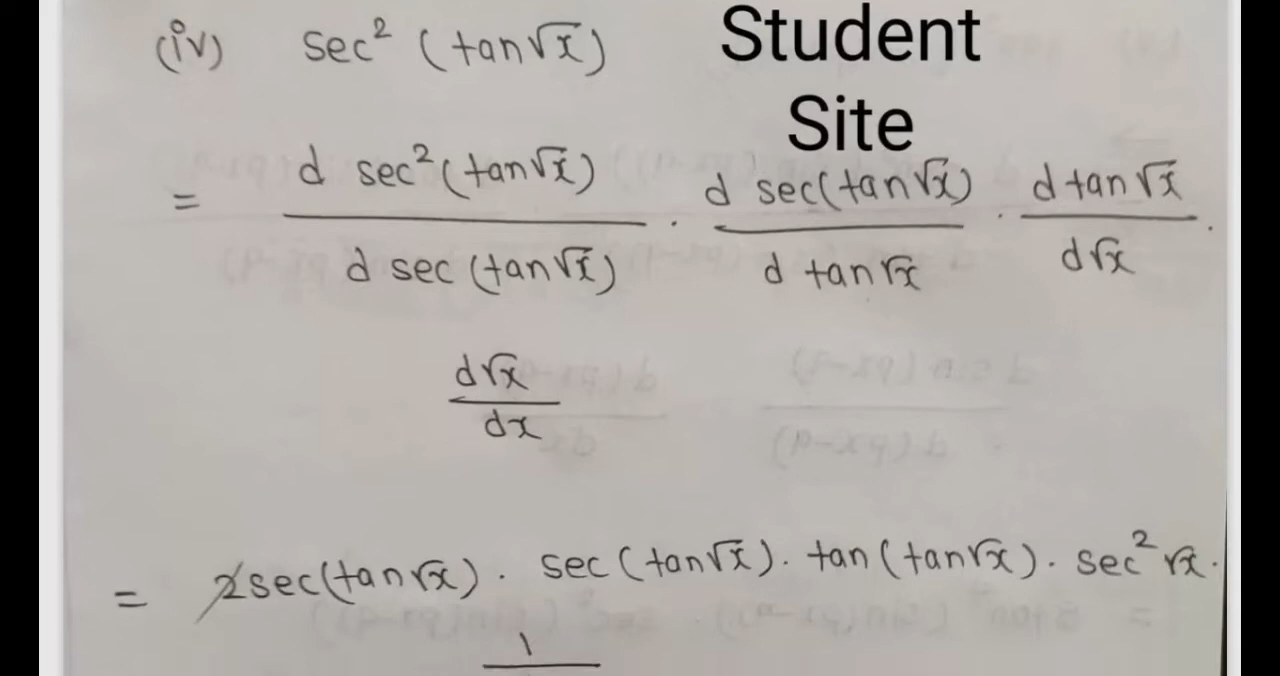 (iv) sec² (tan√x)
Student
Site
= d sec²(tan√x) / d sec (tan√x) · d sec(tan√x) / d tan√x · d tan√x / d√x ·
d√x / dx
= 2sec(tan√x) · sec (tan√x) · tan (tan√x) · sec² √x ·
1